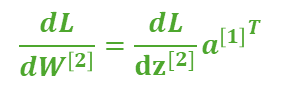 dL/dW^[2] = dL/dz^[2] a^[1]^T